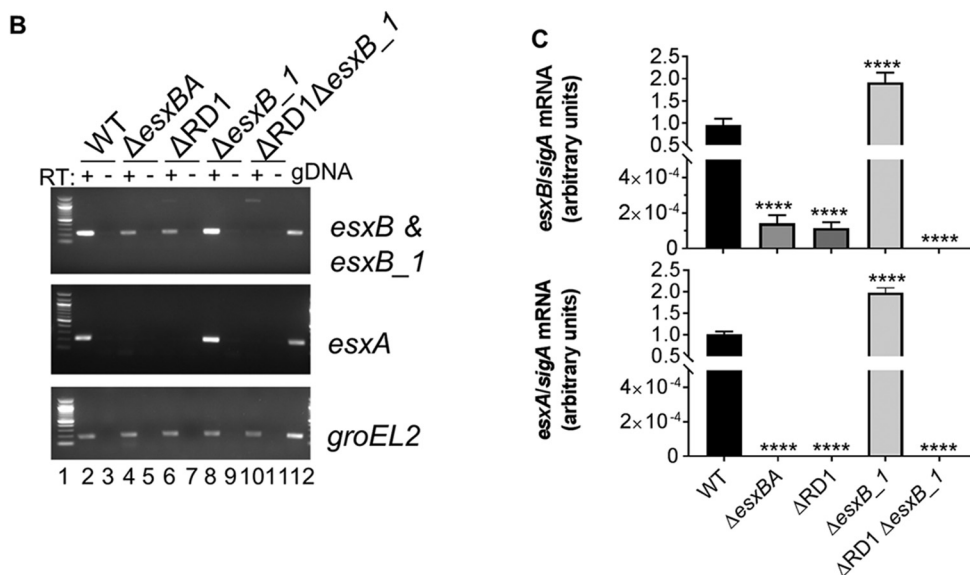 B
WT
ΔesxBA
ΔRD1
ΔesxB_1
ΔRD1ΔesxB_1
RT: + - + - + - + - + - gDNA
esxB &
esxB_1
esxA
groEL2
1 2 3 4 5 6 7 8 9 10 11 12
C
esxB/sigA mRNA
(arbitrary units)
2.5
2.0
1.5
1.0
0.5
4×10⁻⁴
2×10⁻⁴
0
****
****
****
****
esxA/sigA mRNA
(arbitrary units)
2.5
2.0
1.5
1.0
0.5
4×10⁻⁴
2×10⁻⁴
0
****
****
****
****
WT
ΔesxBA
ΔRD1
ΔesxB_1
ΔRD1 ΔesxB_1